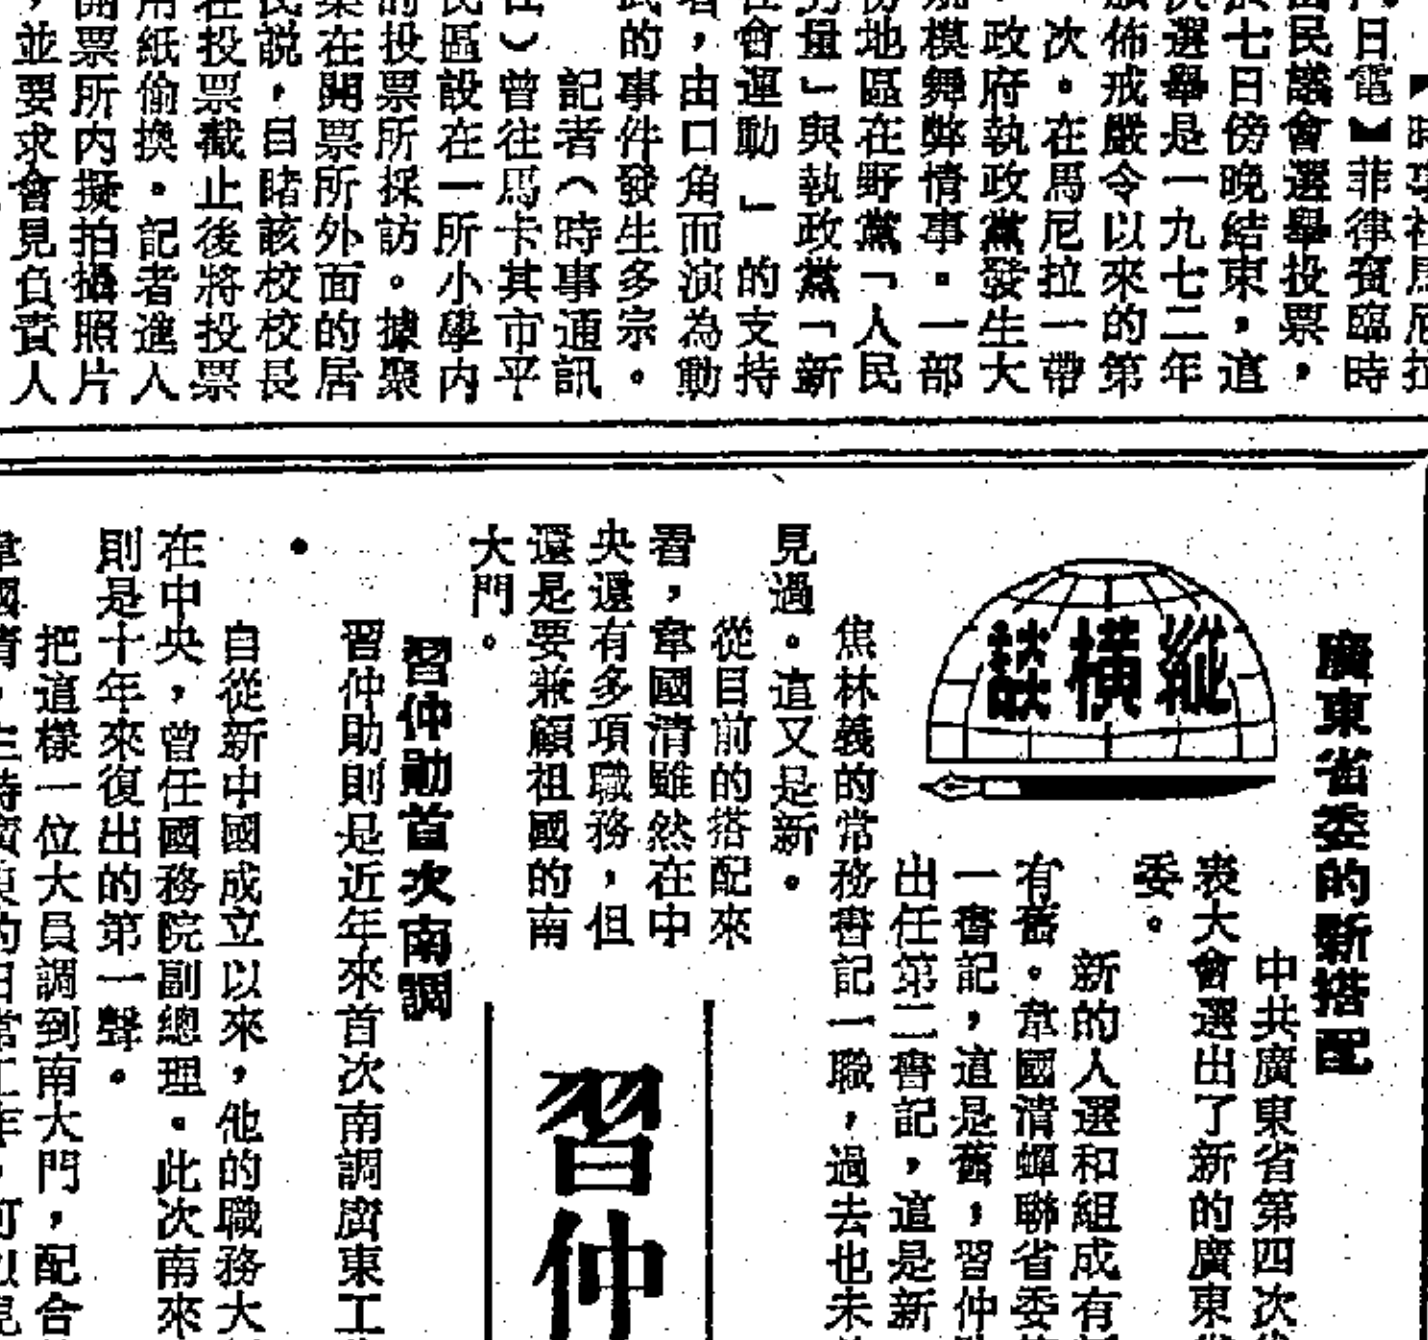 日電】菲律賓臨時
國民議會選舉投票，
於七日傍晚結束，這
次選舉是一九七二年
頒佈戒嚴令以來的第
次。在馬尼拉一帶
政府執政黨發生大
規模舞弊情事。一部
份地區在野黨「人民
力量」與執政黨「新
社會運動」的支持
者，由口角而演為動
武的事件發生多宗。
記者（時事通訊
社）曾往馬卡其市平
民區設在一所小學內
的投票所採訪。據聚
集在開票所外面的居
民說，自睹該校校長
在投票截止後將投票
用紙偷換。記者進入
開票所內擬拍攝照片
，並要求會見負責人
廣東省委的新搭配
縱橫談
中共廣東省第四次
表大會選出了新的廣東省
委。
新的人選和組成有
有舊。韋國清蟬聯省委第
一書記，這是舊，習仲
出任第二書記，這是新
焦林義的常務書記一職，過去也未
見過。這又是新。
從目前的搭配來
看，韋國清雖然在中
央還有多項職務，但
還是要兼顧祖國的南
大門。
習仲
習仲勛首次南調
習仲勛則是近年來首次南調廣東工
自從新中國成立以來，他的職務大
在中央，曾任國務院副總理。此次南來
則是十年來復出的第一聲。
把這樣一位大員調到南大門，配合
韋國清，主持廣東的日常工作，可以見